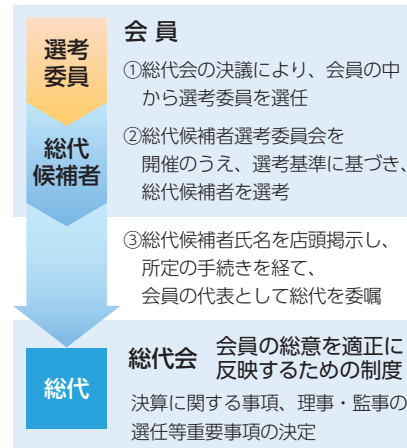 選考
委員
会 員
①総代会の決議により、会員の中
から選考委員を選任
総代
候補者
②総代候補者選考委員会を
開催のうえ、選考基準に基づき、
総代候補者を選考
③総代候補者氏名を店頭掲示し、
所定の手続きを経て、
会員の代表として総代を委嘱
総代
総代会 会員の総意を適正に
反映するための制度
決算に関する事項、理事・監事の
選任等重要事項の決定